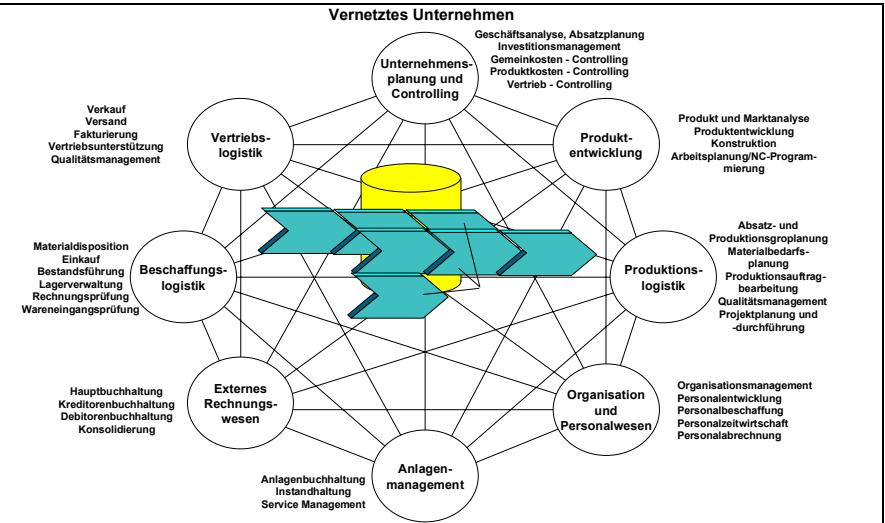 Vernetztes Unternehmen
Geschäftsanalyse, Absatzplanung
Investitionsmanagement
Gemeinkosten - Controlling
Produktkosten - Controlling
Vertrieb - Controlling
Unternehmens-
planung und
Controlling
Verkauf
Versand
Fakturierung
Vertriebsunterstützung
Qualitätsmanagement
Vertriebs-
logistik
Produkt-
entwicklung
Produkt und Marktanalyse
Produktentwicklung
Konstruktion
Arbeitsplanung/NC-Program-
mierung
Materialdisposition
Einkauf
Bestandsführung
Lagerverwaltung
Rechnungsprüfung
Wareneingangsprüfung
Beschaffungs-
logistik
Produktions-
logistik
Absatz- und
Produktionsgroplanung
Materialbedarfs-
planung
Produktionsauftrag-
bearbeitung
Qualitätsmanagement
Projektplanung und
-durchführung
Hauptbuchhaltung
Kreditorenbuchhaltung
Debitorenbuchhaltung
Konsolidierung
Externes
Rechnungs-
wesen
Organisation
und
Personalwesen
Organisationsmanagement
Personalentwicklung
Personalbeschaffung
Personalzeitwirtschaft
Personalabrechnung
Anlagenbuchhaltung
Instandhaltung
Service Management
Anlagen-
management